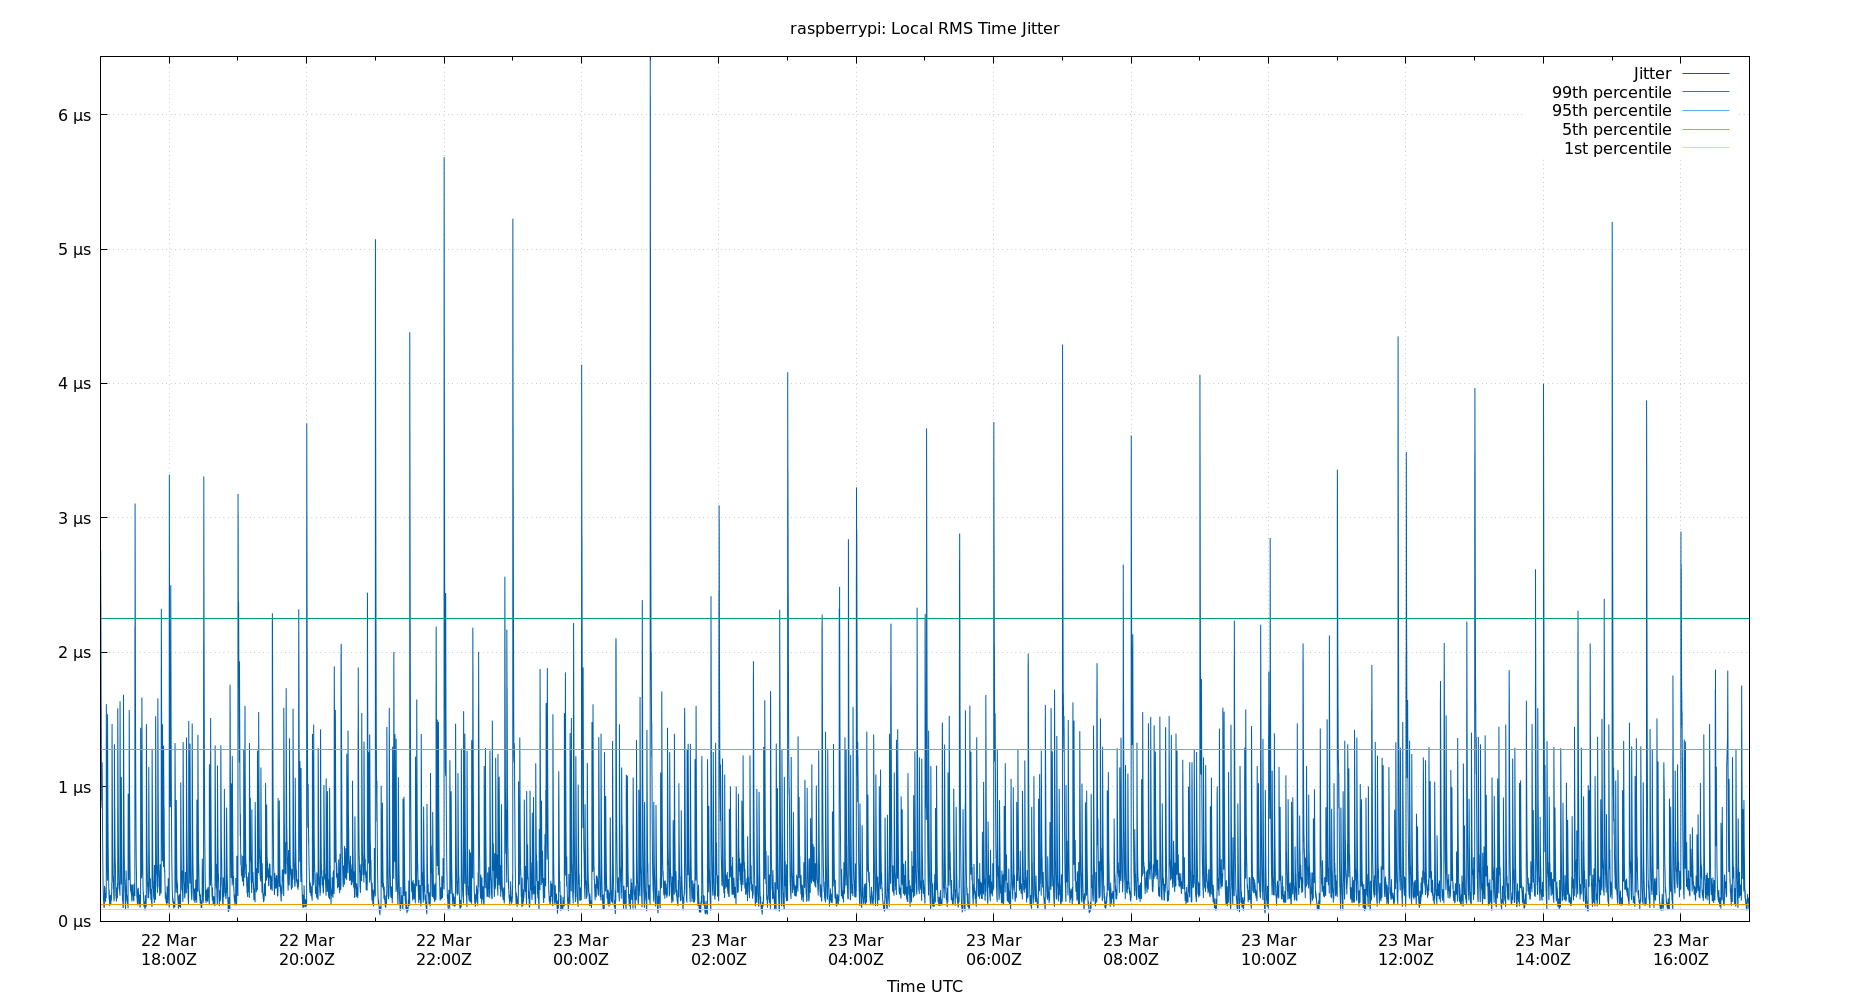 raspberrypi: Local RMS Time Jitter
Jitter
99th percentile
95th percentile
5th percentile
1st percentile
6 µs
5 µs
4 µs
3 µs
2 µs
1 µs
0 µs
22 Mar 22 Mar 22 Mar 23 Mar 23 Mar 23 Mar 23 Mar 23 Mar 23 Mar 23 Mar 23 Mar 23 Mar
18:00Z 20:00Z 22:00Z 00:00Z 02:00Z 04:00Z 06:00Z 08:00Z 10:00Z 12:00Z 14:00Z 16:00Z
Time UTC